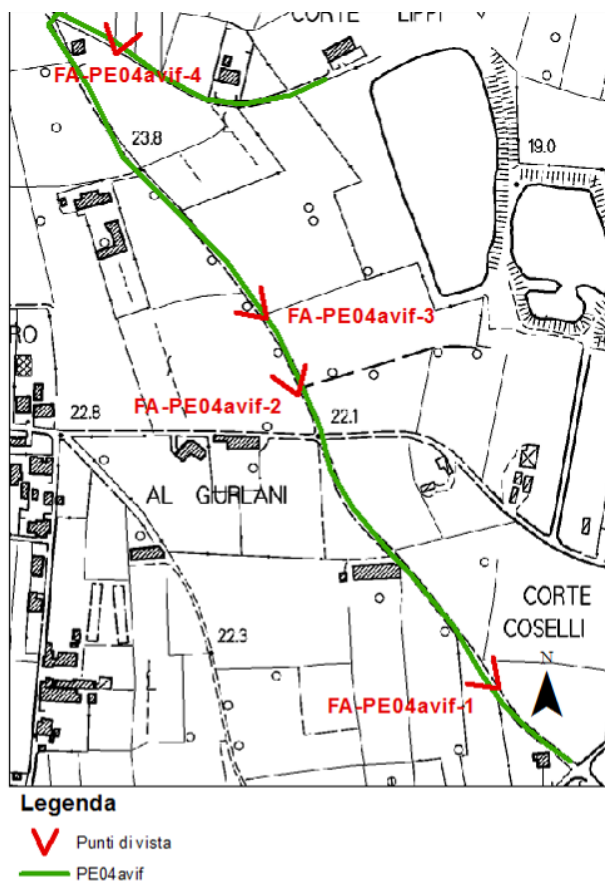 CORTE LIPPI
FA-PE04avif-4
23.8
19.0
FA-PE04avif-3
RO
FA-PE04avif-2
22.8
22.1
AL GURLANI
CORTE
COSELLI
22.3
N
FA-PE04avif-1
Legenda
Punti di vista
PE04avif